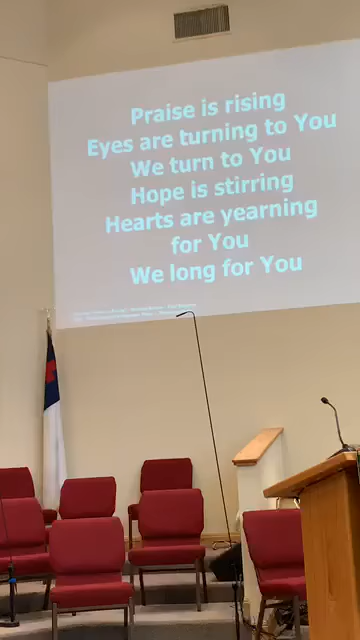 Praise is rising
Eyes are turning to You
We turn to You
Hope is stirring
Hearts are yearning
for You
We long for You